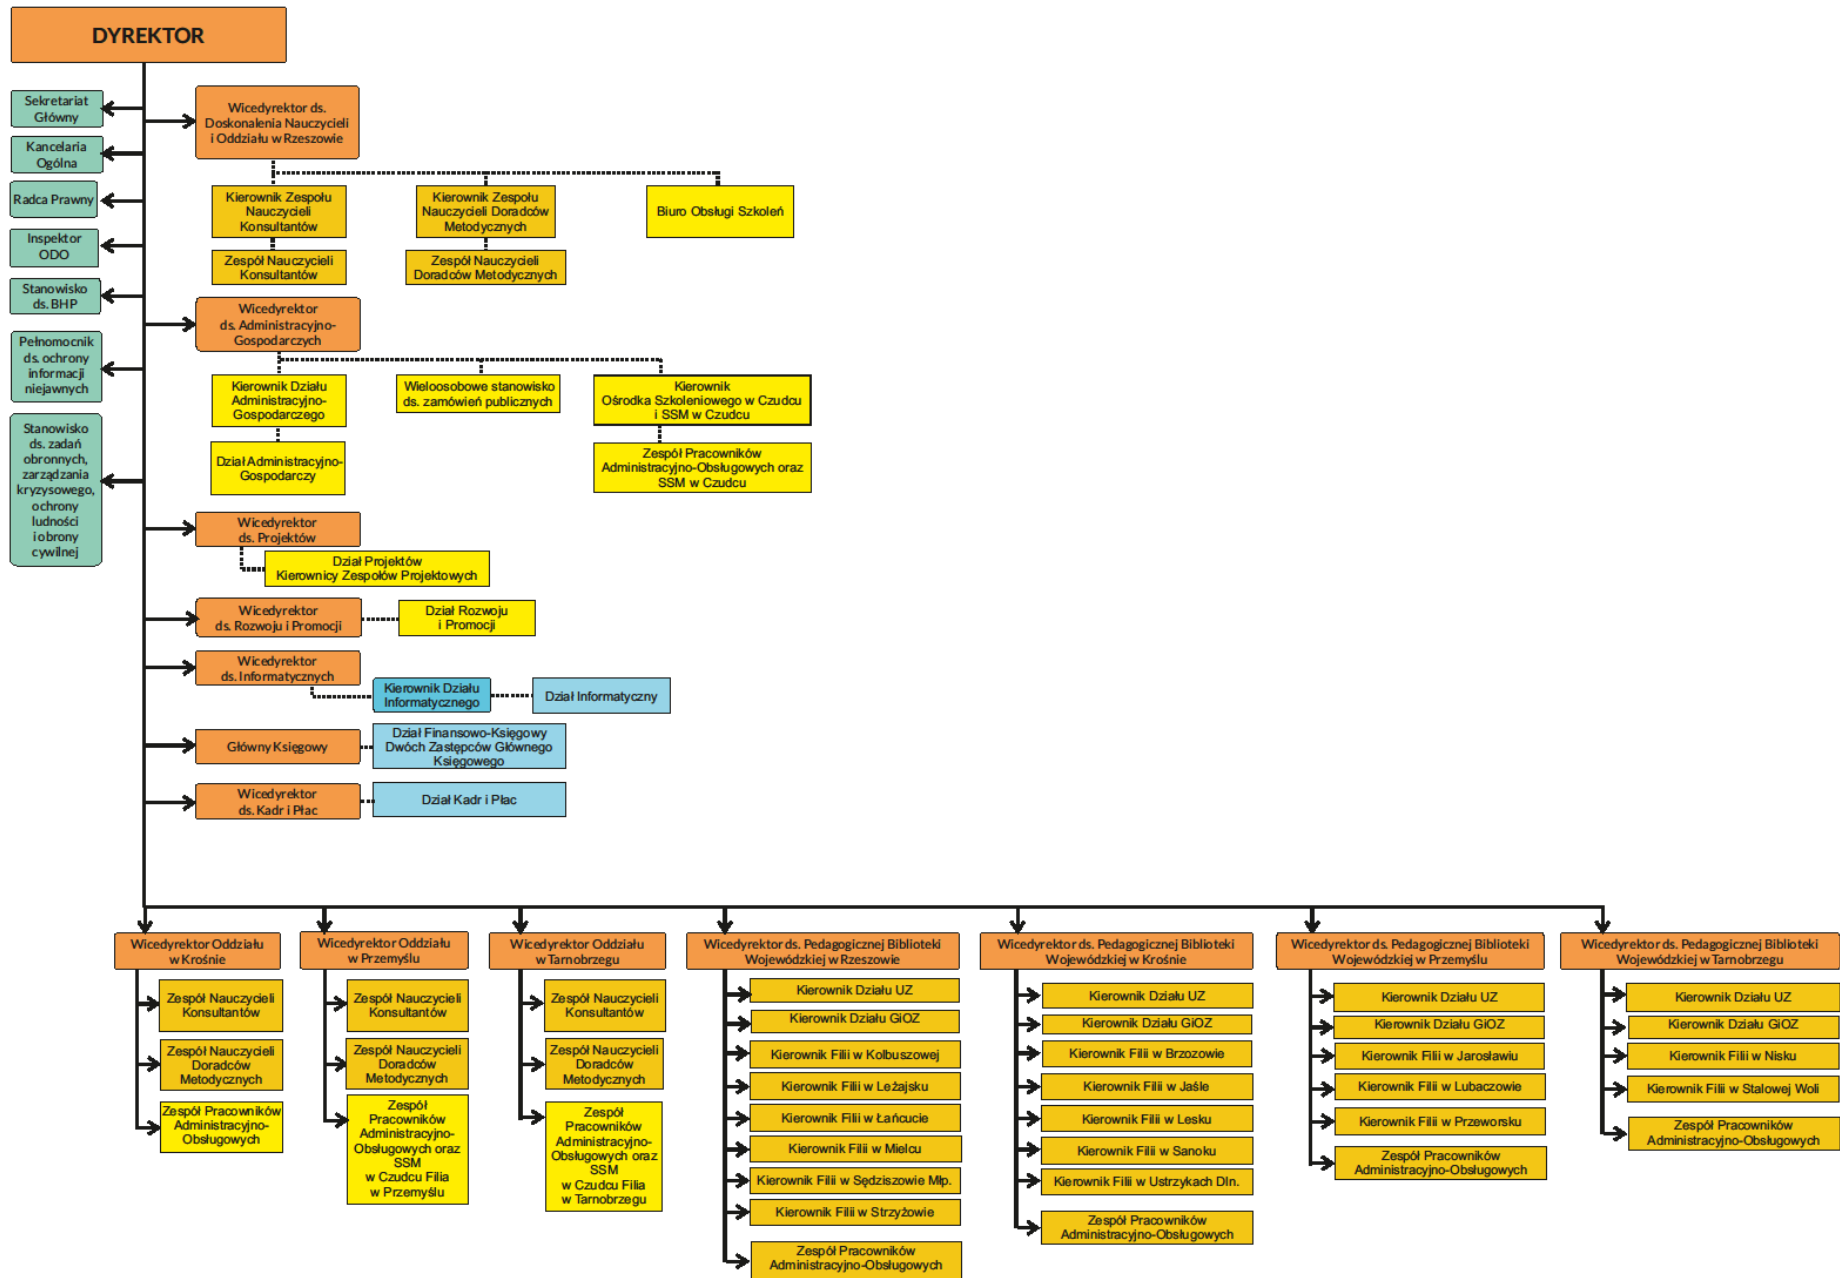 DYREKTOR
Sekretariat
Główny
Kancelaria
Ogólna
Radca Prawny
Inspektor
ODO
Stanowisko
ds. BHP
Pełnomocnik
ds. ochrony
informacji
niejawnych
Stanowisko
ds. zadań
obronnych,
zarządzania
kryzysowego,
ochrony
ludności
i obrony
cywilnej
Wicedyrektor ds.
Doskonalenia Nauczycieli
i Oddziału w Rzeszowie
Kierownik Zespołu
Nauczycieli
Konsultantów
Kierownik Zespołu
Nauczycieli Doradców
Metodycznych
Biuro Obsługi Szkoleń
Zespół Nauczycieli
Konsultantów
Zespół Nauczycieli
Doradców Metodycznych
Wicedyrektor
ds. Administracyjno-
Gospodarczych
Kierownik Działu
Administracyjno-
Gospodarczego
Wieloosobowe stanowisko
ds. zamówień publicznych
Kierownik
Ośrodka Szkoleniowego w Czudcu
i SSM w Czudcu
Dział Administracyjno-
Gospodarczy
Zespół Pracowników
Administracyjno-Obsługowych oraz
SSM w Czudcu
Wicedyrektor
ds. Projektów
Dział Projektów
Kierownicy Zespołów Projektowych
Wicedyrektor
ds. Rozwoju i Promocji
Dział Rozwoju
i Promocji
Wicedyrektor
ds. Informatycznych
Kierownik Działu
Informatycznego
Dział Informatyczny
Główny Księgowy
Dział Finansowo-Księgowy
Dwóch Zastępców Głównego
Księgowego
Wicedyrektor
ds. Kadr i Płac
Dział Kadr i Płac
Wicedyrektor Oddziału
w Krośnie
Zespół Nauczycieli
Konsultantów
Zespół Nauczycieli
Doradców
Metodycznych
Zespół Pracowników
Administracyjno-
Obsługowych
Wicedyrektor Oddziału
w Przemyślu
Zespół Nauczycieli
Konsultantów
Zespół Nauczycieli
Doradców
Metodycznych
Zespół
Pracowników
Administracyjno-
Obsługowych oraz
SSM
w Czudcu Filia
w Przemyślu
Wicedyrektor Oddziału
w Tarnobrzegu
Zespół Nauczycieli
Konsultantów
Zespół Nauczycieli
Doradców
Metodycznych
Zespół
Pracowników
Administracyjno-
Obsługowych oraz
SSM
w Czudcu Filia
w Tarnobrzegu
Wicedyrektor ds. Pedagogicznej Biblioteki
Wojewódzkiej w Rzeszowie
Kierownik Działu UZ
Kierownik Działu GiOZ
Kierownik Filii w Kolbuszowej
Kierownik Filii w Leżajsku
Kierownik Filii w Łańcucie
Kierownik Filii w Mielcu
Kierownik Filii w Sędziszowie Młp.
Kierownik Filii w Strzyżowie
Zespół Pracowników
Administracyjno-Obsługowych
Wicedyrektor ds. Pedagogicznej Biblioteki
Wojewódzkiej w Krośnie
Kierownik Działu UZ
Kierownik Działu GiOZ
Kierownik Filii w Brzozowie
Kierownik Filii w Jaśle
Kierownik Filii w Lesku
Kierownik Filii w Sanoku
Kierownik Filii w Ustrzykach Dln.
Zespół Pracowników
Administracyjno-Obsługowych
Wicedyrektor ds. Pedagogicznej Biblioteki
Wojewódzkiej w Przemyślu
Kierownik Działu UZ
Kierownik Działu GiOZ
Kierownik Filii w Jarosławiu
Kierownik Filii w Lubaczowie
Kierownik Filii w Przeworsku
Zespół Pracowników
Administracyjno-Obsługowych
Wicedyrektor ds. Pedagogicznej Biblioteki
Wojewódzkiej w Tarnobrzegu
Kierownik Działu UZ
Kierownik Działu GiOZ
Kierownik Filii w Nisku
Kierownik Filii w Stalowej Woli
Zespół Pracowników
Administracyjno-Obsługowych